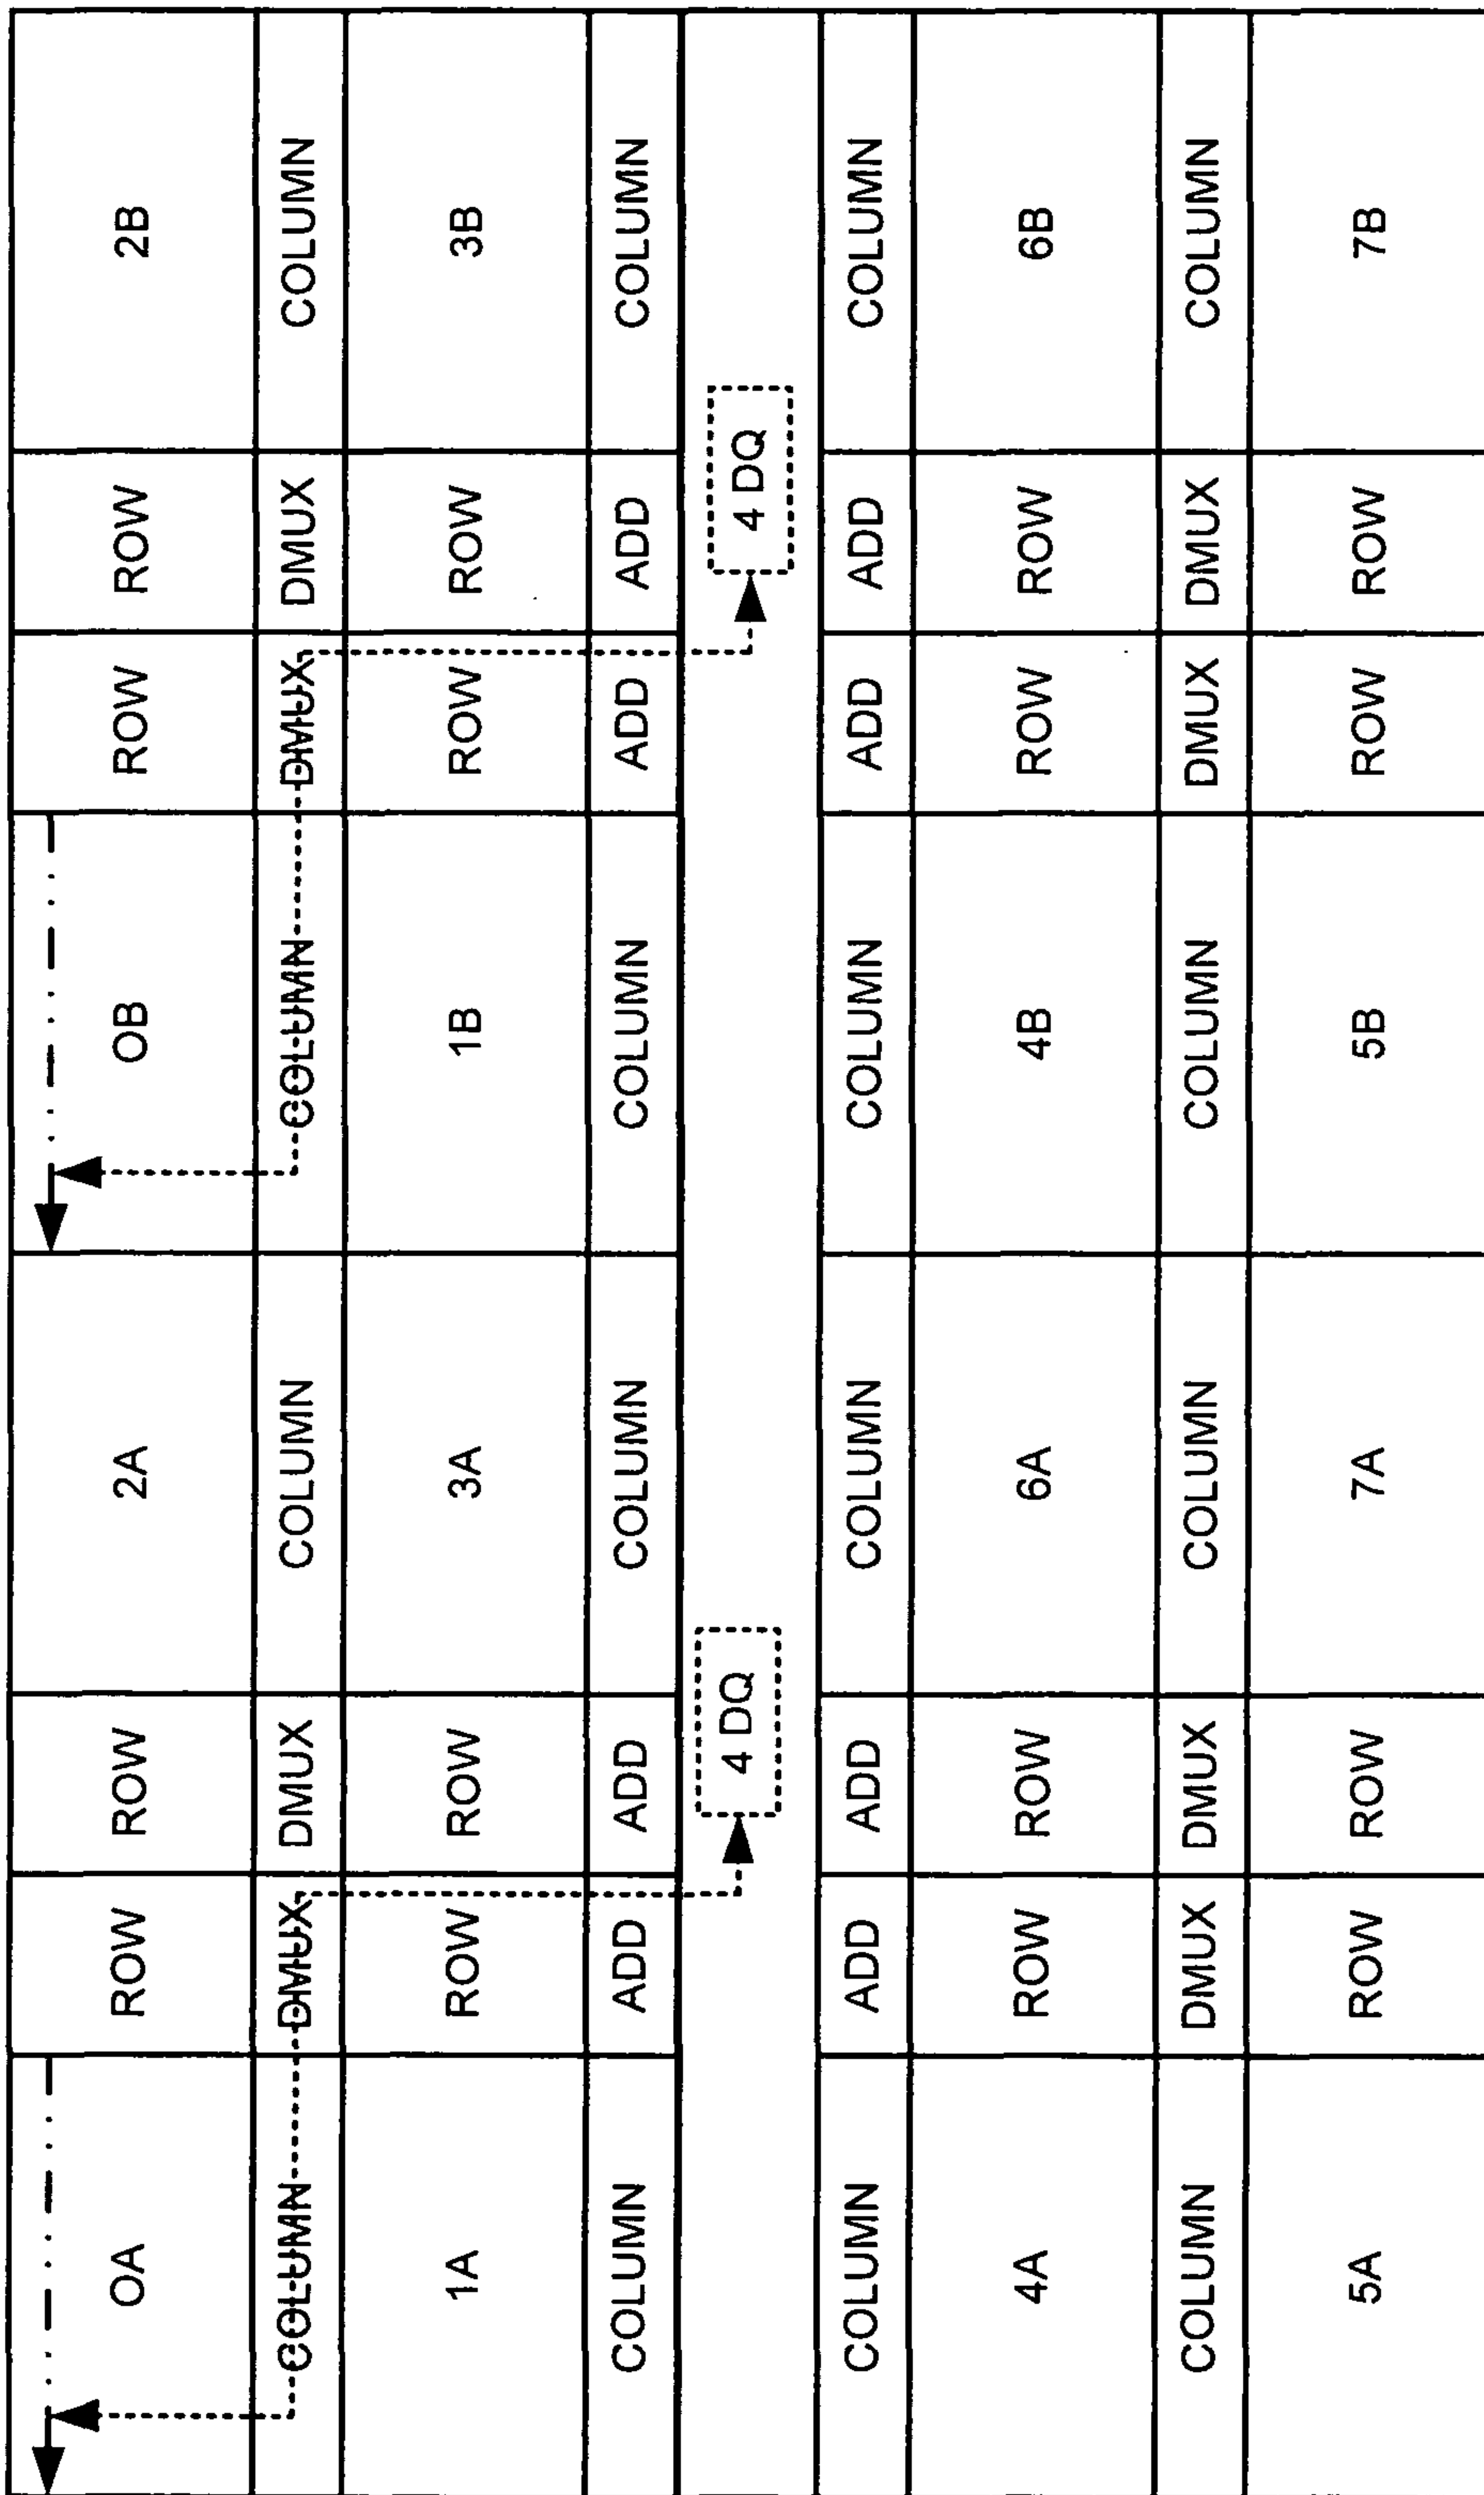 OA ROW ROW 2A OB ROW ROW 2B
COLUMN DMUX DMUX COLUMN COLUMN DMUX DMUX COLUMN
1A ROW ROW 3A 1B ROW ROW 3B
COLUMN ADD ADD COLUMN COLUMN ADD ADD COLUMN
4 DQ 4 DQ
COLUMN ADD ADD COLUMN COLUMN ADD ADD COLUMN
4A ROW ROW 6A 4B ROW ROW 6B
COLUMN DMUX DMUX COLUMN COLUMN DMUX DMUX COLUMN
5A ROW ROW 7A 5B ROW ROW 7B